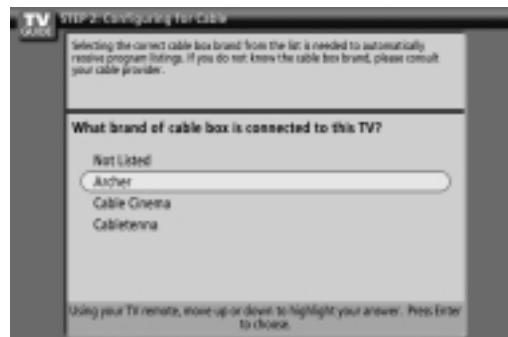 TV
GUIDE
STEP 2: Configuring for Cable
Selecting the correct cable box brand from the list is needed to automatically
receive program listings. If you do not know the cable box brand, please consult
your cable provider.
What brand of cable box is connected to this TV?
Not Listed
Archer
Cable Cinema
Cabletenna
Using your TV remote, move up or down to highlight your answer. Press Enter
to choose.